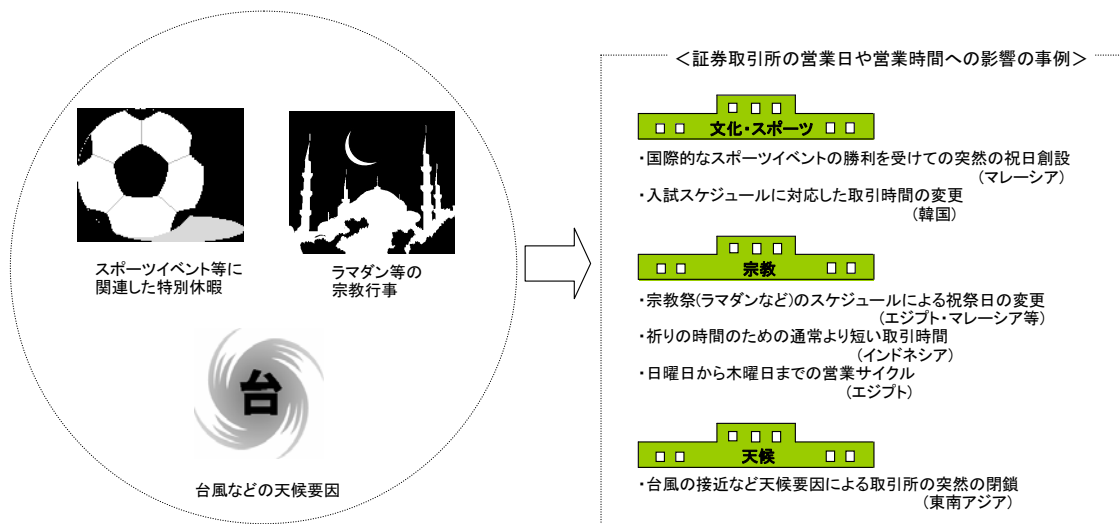 スポーツイベント等に
関連した特別休暇
ラマダン等の
宗教行事
台
台風などの天候要因
＜証券取引所の営業日や営業時間への影響の事例＞
文化・スポーツ
・国際的なスポーツイベントの勝利を受けての突然の祝日創設
(マレーシア)
・入試スケジュールに対応した取引時間の変更
(韓国)
宗教
・宗教祭(ラマダンなど)のスケジュールによる祝祭日の変更
(エジプト・マレーシア等)
・祈りの時間のための通常より短い取引時間
(インドネシア)
・日曜日から木曜日までの営業サイクル
(エジプト)
天候
・台風の接近など天候要因による取引所の突然の閉鎖
(東南アジア)